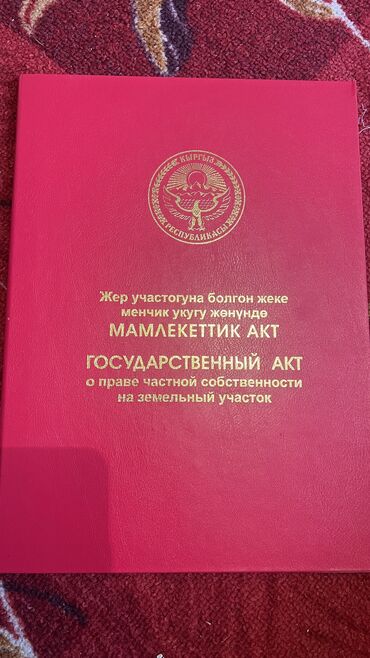 КЫРГЫЗ
РЕСПУБЛИКАСЫ
Жер участогуна болгон жеке
менчик укугу жөнүндө
МАМЛЕКЕТТИК АКТ
ГОСУДАРСТВЕННЫЙ АКТ
о праве частной собственности
на земельный участок